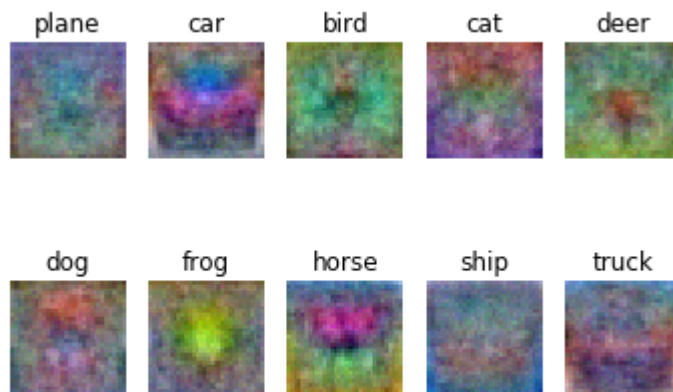 plane car bird cat deer
dog frog horse ship truck